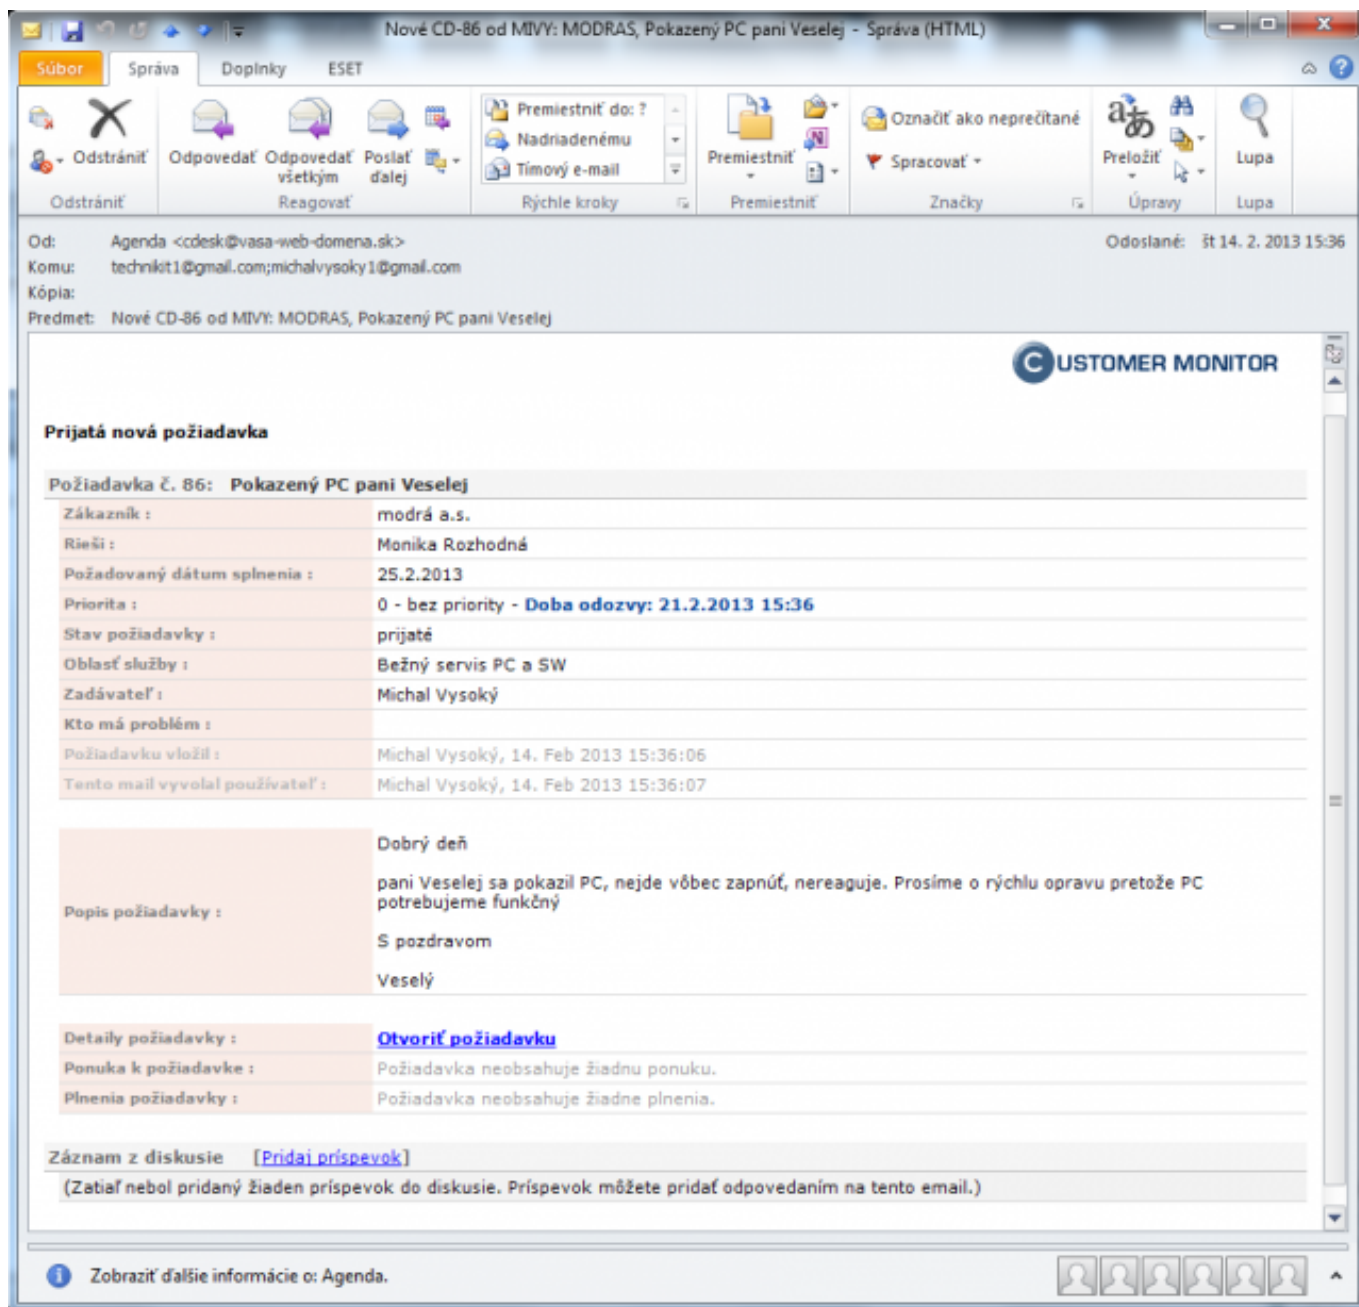 Nové CD-86 od MIVY: MODRAS, Pokazený PC pani Veselej - Správa (HTML)
Súbor Správa Doplnky ESET
Odstrániť
Odpovedať
Odpovedať všetkým
Poslať ďalej
Premiestniť do: ?
Nadriadenému
Tímový e-mail
Premiestniť
Označiť ako neprečítané
Spracovať
Preložiť
Lupa
Odstrániť Reagovať Rýchle kroky Premiestniť Značky Úpravy Lupa
Od: Agenda <cdesk@vasa-web-domena.sk> Odoslané: št 14. 2. 2013 15:36
Komu: technikit1@gmail.com;michalvysoky1@gmail.com
Kópia:
Predmet: Nové CD-86 od MIVY: MODRAS, Pokazený PC pani Veselej
CUSTOMER MONITOR
Prijatá nová požiadavka
Požiadavka č. 86: Pokazený PC pani Veselej
Zákazník : modrá a.s.
Rieši : Monika Rozhodná
Požadovaný dátum splnenia : 25.2.2013
Priorita : 0 - bez priority - Doba odozvy: 21.2.2013 15:36
Stav požiadavky : prijaté
Oblasť služby : Bežný servis PC a SW
Zadávateľ : Michal Vysoký
Kto má problém :
Požiadavku vložil : Michal Vysoký, 14. Feb 2013 15:36:06
Tento mail vyvolal používateľ : Michal Vysoký, 14. Feb 2013 15:36:07
Popis požiadavky :
Dobrý deň
pani Veselej sa pokazil PC, nejde vôbec zapnúť, nereaguje. Prosíme o rýchlu opravu pretože PC
potrebujeme funkčný
S pozdravom
Veselý
Detaily požiadavky : Otvoriť požiadavku
Ponuka k požiadavke : Požiadavka neobsahuje žiadnu ponuku.
Plnenia požiadavky : Požiadavka neobsahuje žiadne plnenia.
Záznam z diskusie [Pridaj príspevok]
(Zatiaľ nebol pridaný žiaden príspevok do diskusie. Príspevok môžete pridať odpovedaním na tento email.)
Zobraziť ďalšie informácie o: Agenda.